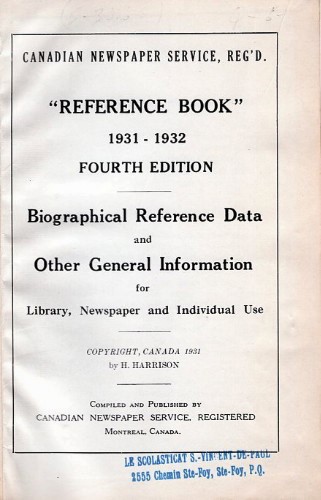 CANADIAN NEWSPAPER SERVICE, REG'D.
"REFERENCE BOOK"
1931 - 1932
FOURTH EDITION
Biographical Reference Data
and
Other General Information
for
Library, Newspaper and Individual Use
COPYRIGHT, CANADA 1931
by H. HARRISON
COMPILED AND PUBLISHED BY
CANADIAN NEWSPAPER SERVICE, REGISTERED
MONTREAL, CANADA.
LE SCOLASTICAT S.-VINCENT-DE-PAUL
2555 Chemin Ste-Foy, Ste-Foy, P.Q.